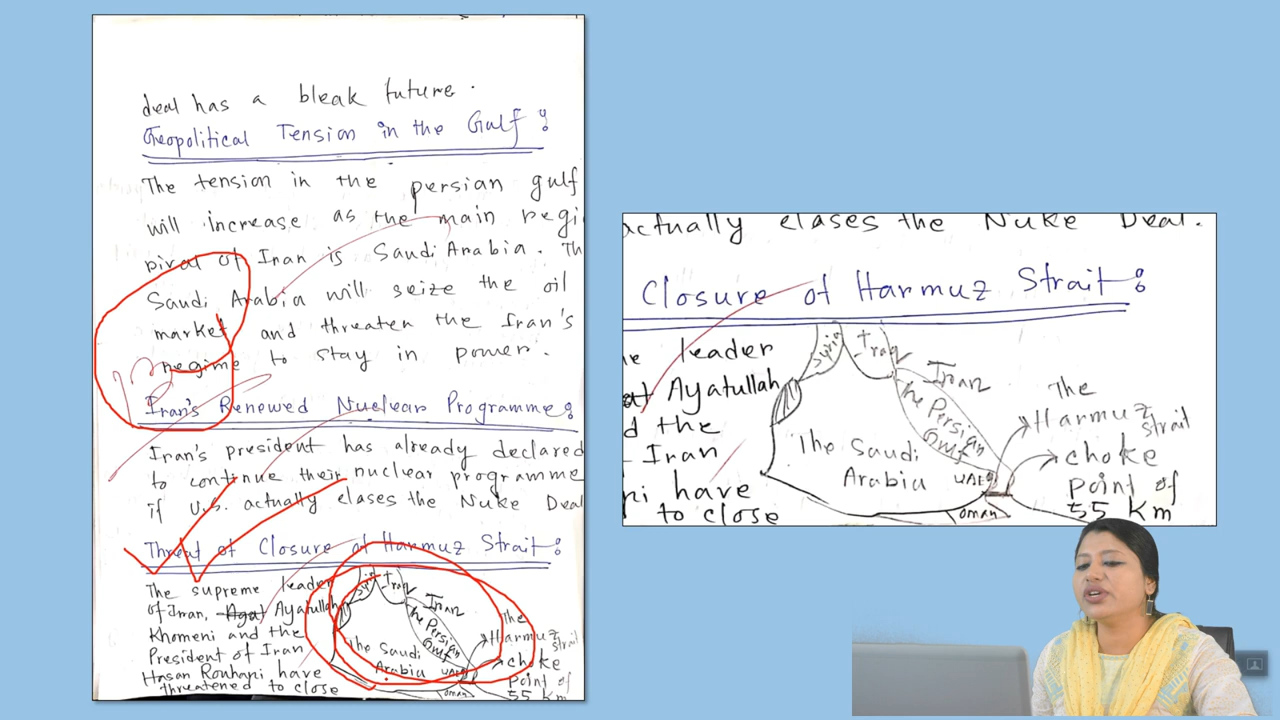 deal has a bleak future.
Geopolitical Tension in the Gulf :
The tension in the persian gulf
will increase as the main regi
pival of Iran is Saudi Arabia. Th
Saudi Arabia will seize the oil
market and threaten the Iran's
regime to stay in power.
Iran's Renewed Nuclear Programme:
Iran's president has already declared
to continue their nuclear programme
if U.S. actually elases the Nuke Deal
Threat of Closure of Harmuz Strait:
The supreme leader
of Iran, Ayatullah
Khomeni and the
President of Iran
Hasan Rouhani have
threatened to close
Iraq
Iran
The Persian
Gulf
The Saudi
Arabia
UAE
Oman
The
Harmuz
strait
choke
point of
55 Km
actually elases the Nuke Deal.
Closure of Harmuz Strait:
leader
Ayatullah
d the
Iran
ni have
to close
Syria
Iraq
Iran
The Persian
Gulf
The Saudi
Arabia
UAE
Oman
The
Harmuz
strait
choke
point of
55 Km